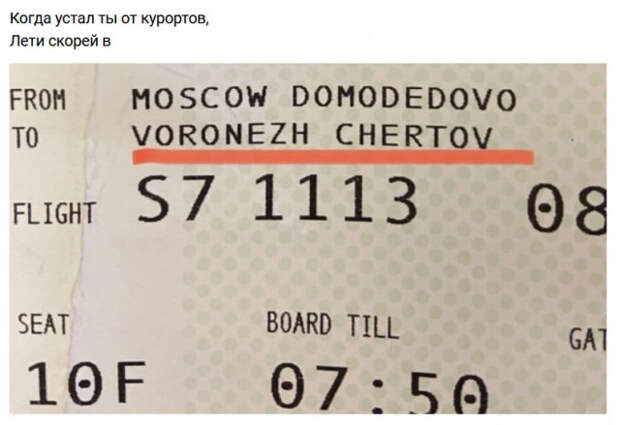 Когда устал ты от курортов,
Лети скорей в
FROM MOSCOW DOMODEDOVO
TO VORONEZH CHERTOV
FLIGHT S7 1113 08
SEAT BOARD TILL GAT
10F 07:50